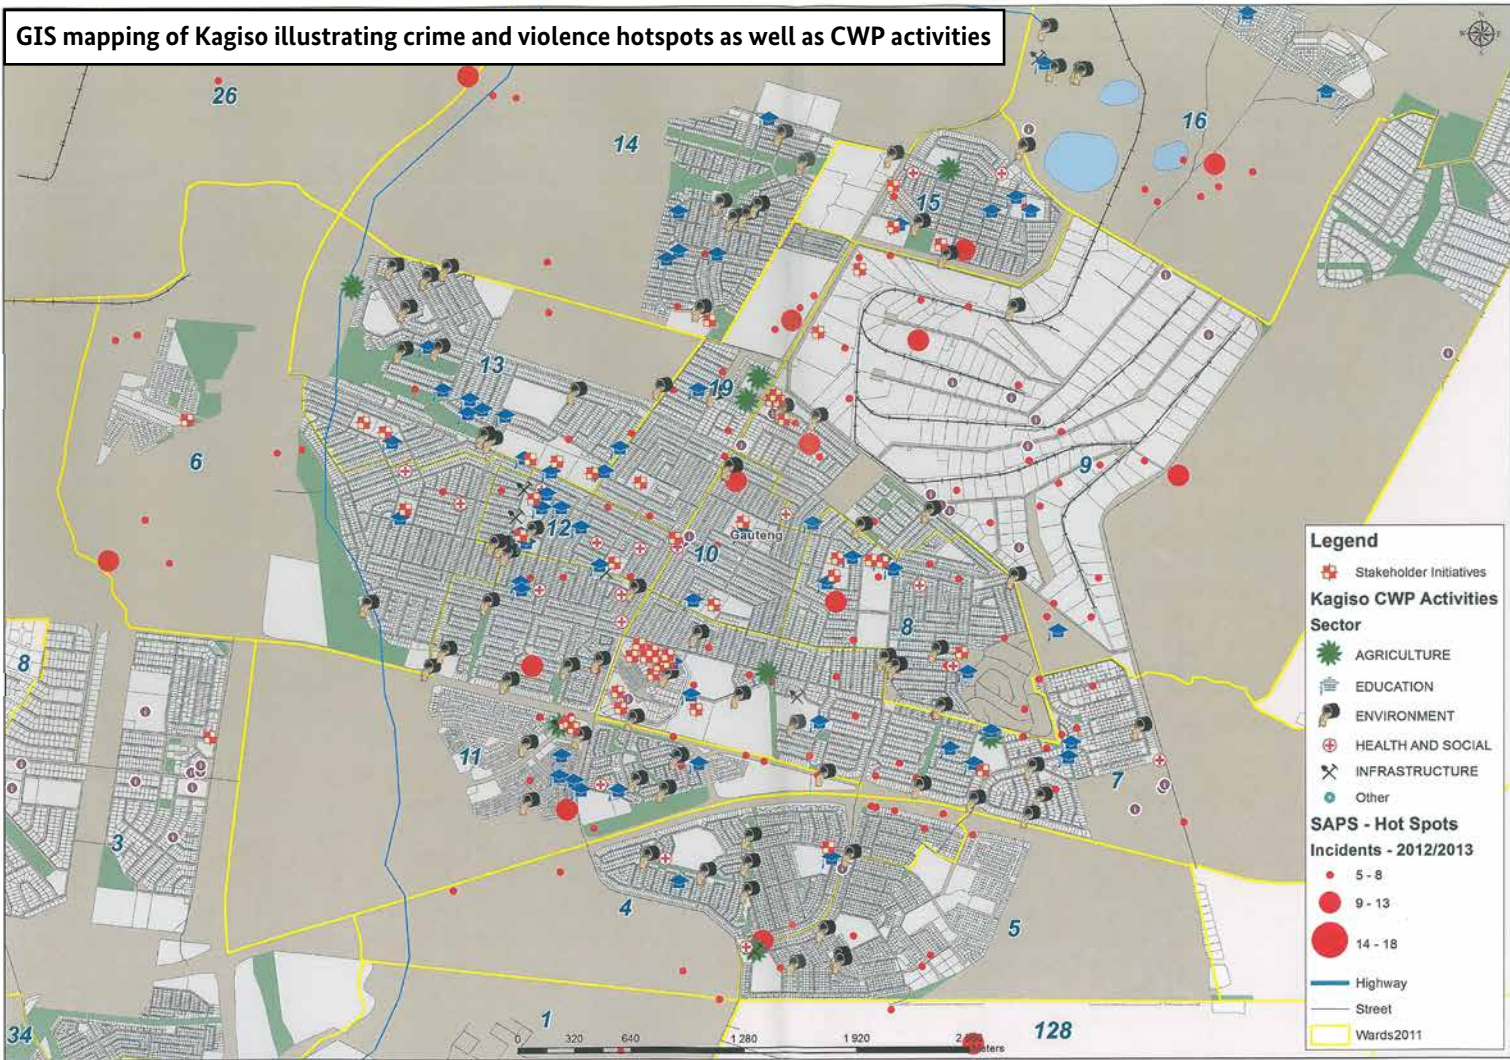 GIS mapping of Kagiso illustrating crime and violence hotspots as well as CWP activities
N
W
E
S
26
14
16
15
13
19
6
9
12
10
Gauteng
8
8
11
7
3
4
5
1
128
34
0 320 640 1 280 1 920
Legend
Stakeholder Initiatives
Kagiso CWP Activities
Sector
AGRICULTURE
EDUCATION
ENVIRONMENT
HEALTH AND SOCIAL
INFRASTRUCTURE
Other
SAPS - Hot Spots
Incidents - 2012/2013
5 - 8
9 - 13
14 - 18
Highway
Street
Wards2011